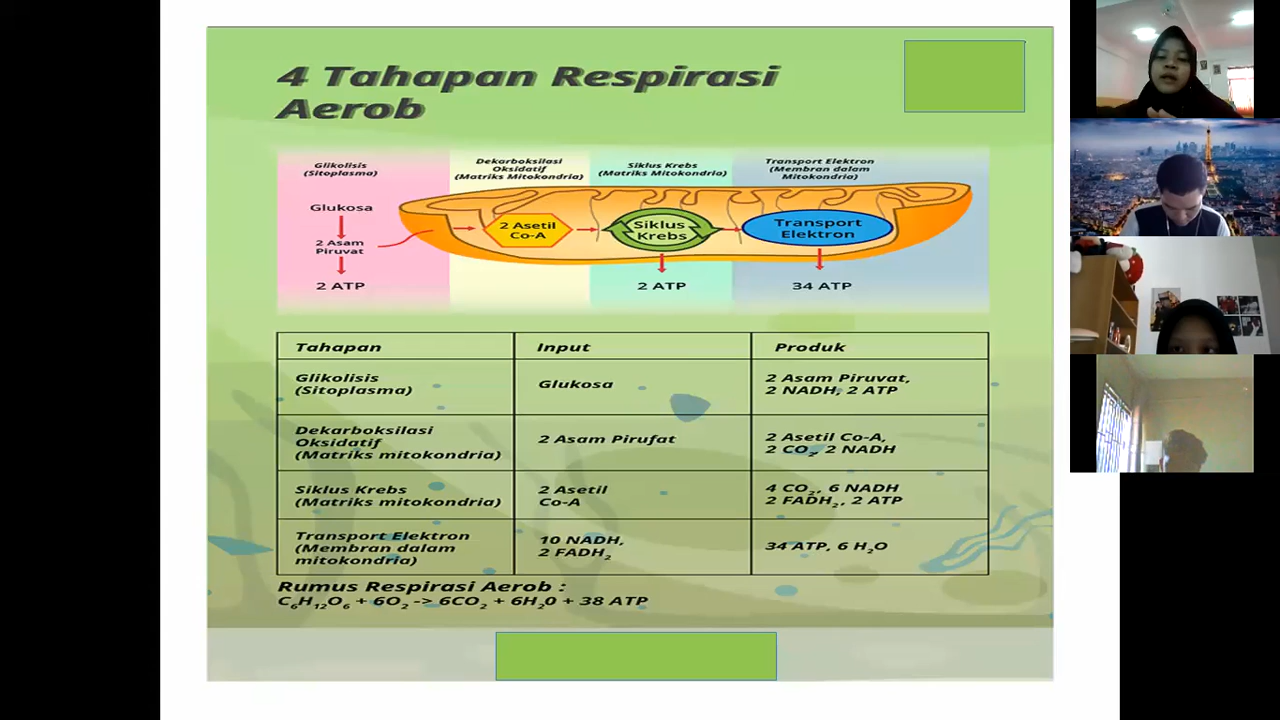 4 Tahapan Respirasi
Aerob
Glikolisis
(Sitoplasma)
Dekarboksilasi
Oksidatif
(Matriks Mitokondria)
Siklus Krebs
(Matriks Mitokondria)
Transport Elektron
(Membran dalam
Mitokondria)
Glukosa
2 Asam
Piruvat
2 ATP
2 Asetil
Co-A
Siklus
Krebs
2 ATP
Transport
Elektron
34 ATP
Tahapan Input Produk
Glikolisis
(Sitoplasma)
Glukosa
2 Asam Piruvat,
2 NADH, 2 ATP
Dekarboksilasi
Oksidatif
(Matriks mitokondria)
2 Asam Pirufat
2 Asetil Co-A,
2 CO₂, 2 NADH
Siklus Krebs
(Matriks mitokondria)
2 Asetil
Co-A
4 CO₂, 6 NADH
2 FADH₂, 2 ATP
Transport Elektron
(Membran dalam
mitokondria)
10 NADH,
2 FADH₂
34 ATP, 6 H₂O
Rumus Respirasi Aerob :
C₆H₁₂O₆ + 6O₂ -> 6CO₂ + 6H₂0 + 38 ATP